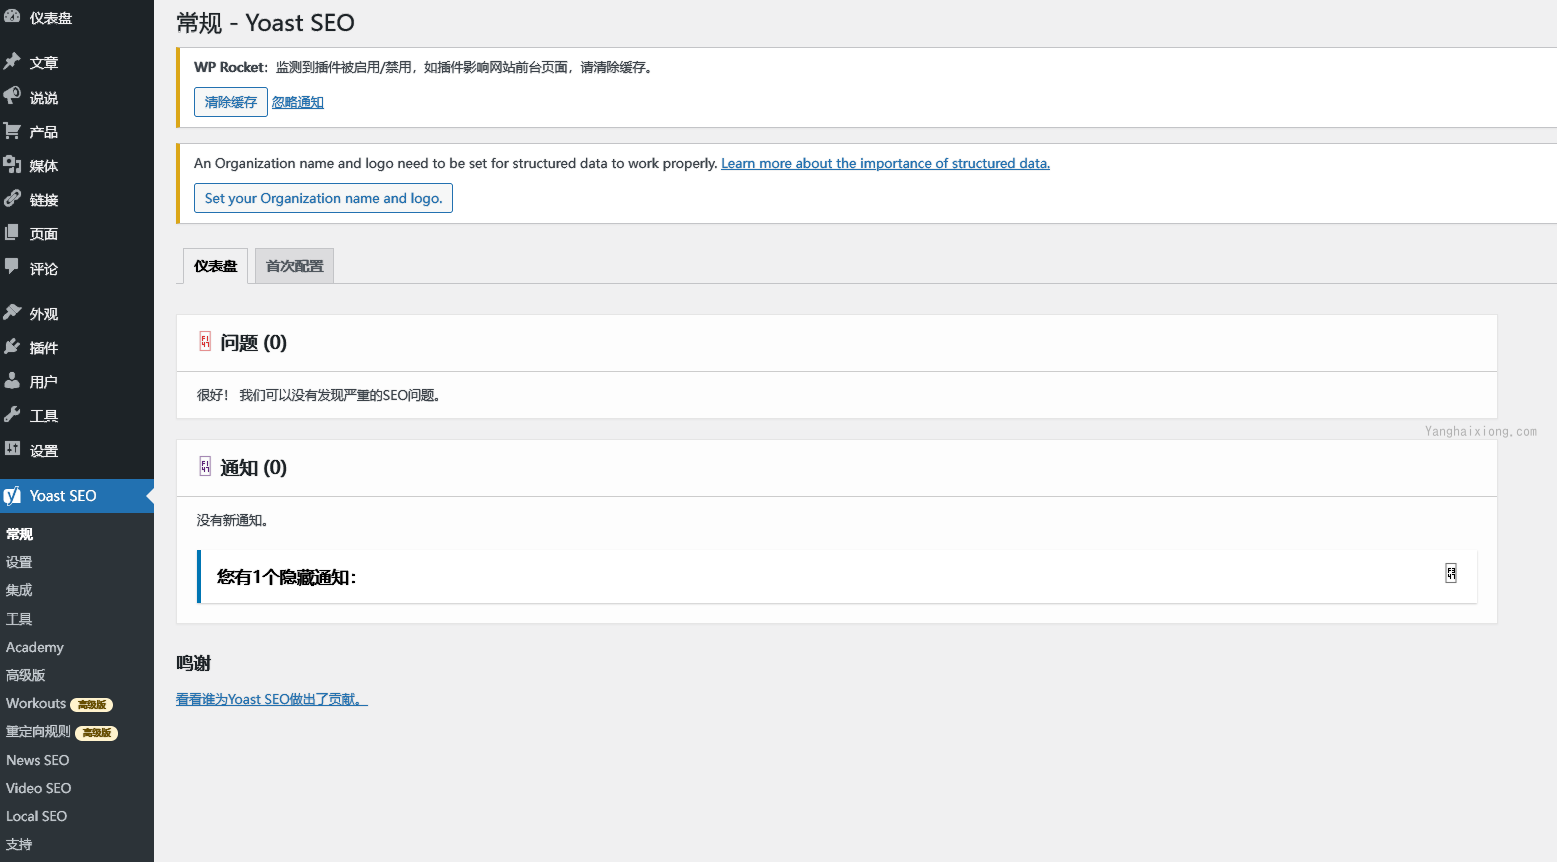 仪表盘
文章
说说
产品
媒体
链接
页面
评论
外观
插件
用户
工具
设置
Yoast SEO
常规
设置
集成
工具
Academy
高级版
Workouts 高级版
重定向规则 高级版
News SEO
Video SEO
Local SEO
支持
常规 - Yoast SEO
WP Rocket：监测到插件被启用/禁用，如插件影响网站前台页面，请清除缓存。
清除缓存 忽略通知
An Organization name and logo need to be set for structured data to work properly. Learn more about the importance of structured data.
Set your Organization name and logo.
仪表盘 首次配置
问题 (0)
很好！ 我们可以没有发现严重的SEO问题。
Yanghaixiong.com
通知 (0)
没有新通知。
您有1个隐藏通知：
鸣谢
看看谁为Yoast SEO做出了贡献。